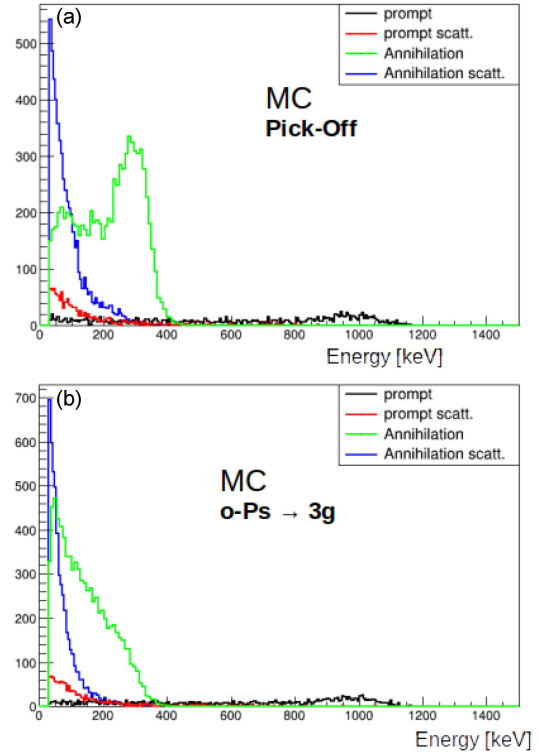 (a)
prompt
prompt scatt.
Annihilation
Annihilation scatt.
MC
Pick-Off
500
400
300
200
100
0
0 200 400 600 800 1000 1200 1400
Energy [keV]
(b)
prompt
prompt scatt.
Annihilation
Annihilation scatt.
MC
o-Ps → 3g
700
600
500
400
300
200
100
0
0 200 400 600 800 1000 1200 1400
Energy [keV]